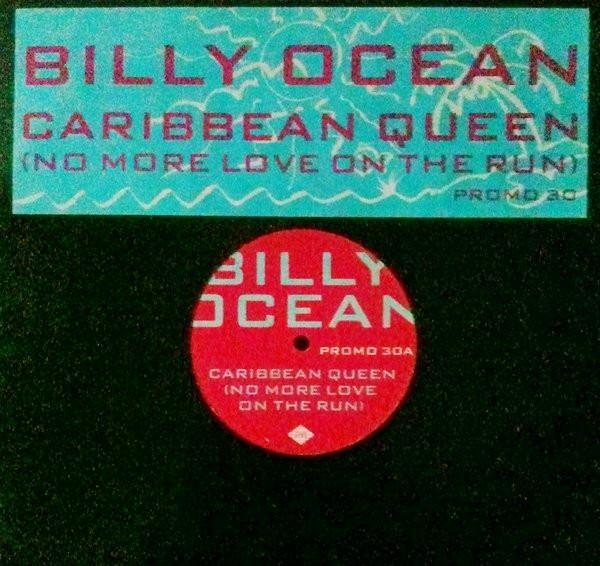 BILLY OCEAN
CARIBBEAN QUEEN
(NO MORE LOVE ON THE RUN)
PROMO 30
BILLY
OCEAN
PROMO 30A
CARIBBEAN QUEEN
(NO MORE LOVE
ON THE RUN)